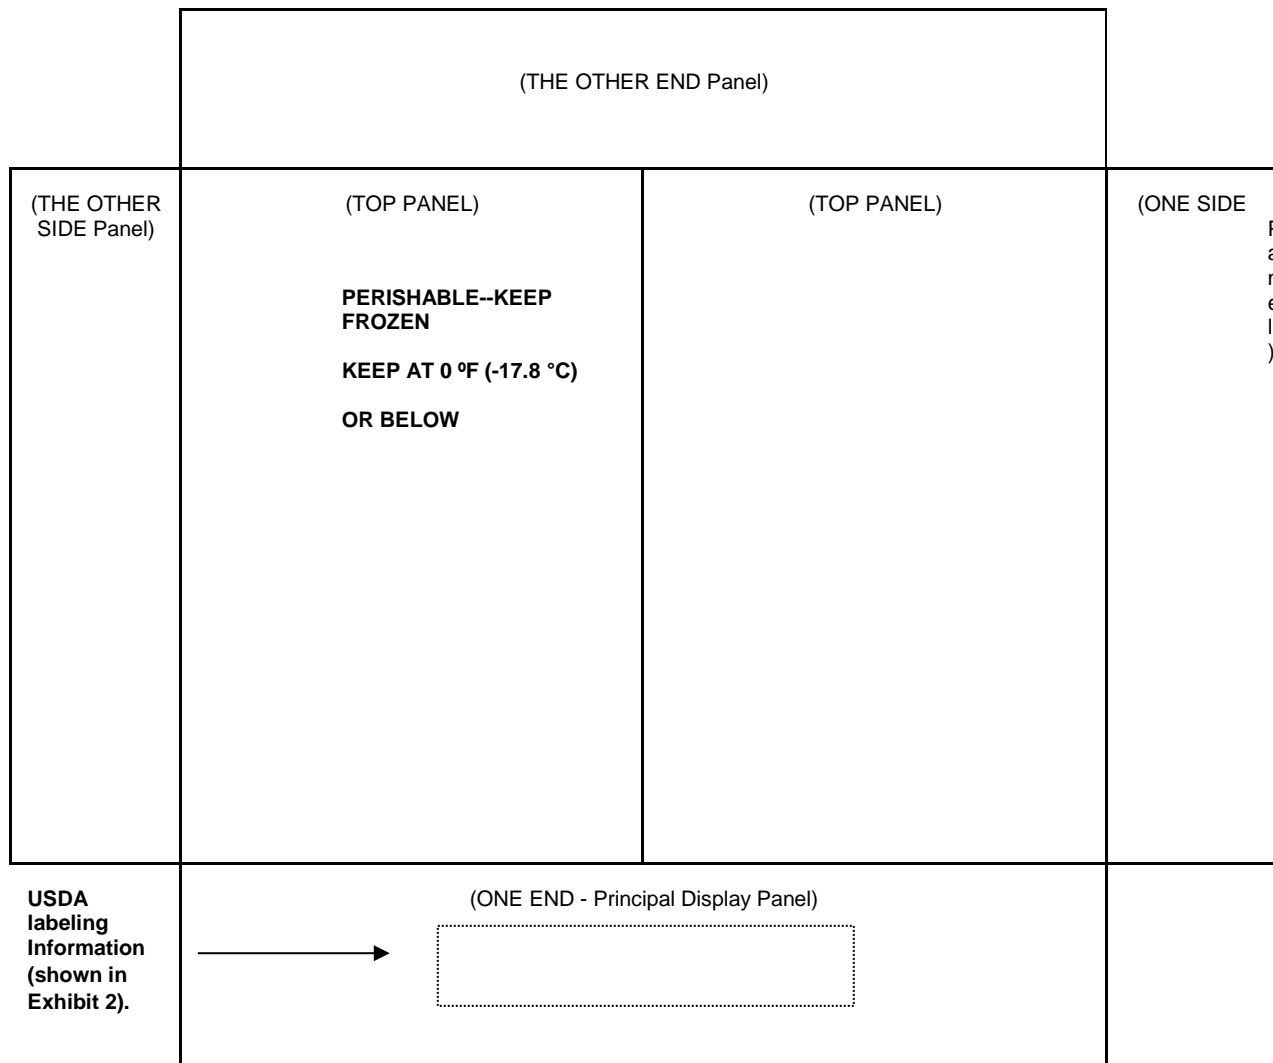 (THE OTHER END Panel)
(THE OTHER
SIDE Panel)
(TOP PANEL)
PERISHABLE--KEEP
FROZEN
KEEP AT 0 ºF (-17.8 °C)
OR BELOW
(TOP PANEL)
(ONE SIDE
P
a
n
e
l
)
USDA
labeling
Information
(shown in
Exhibit 2).
(ONE END - Principal Display Panel)